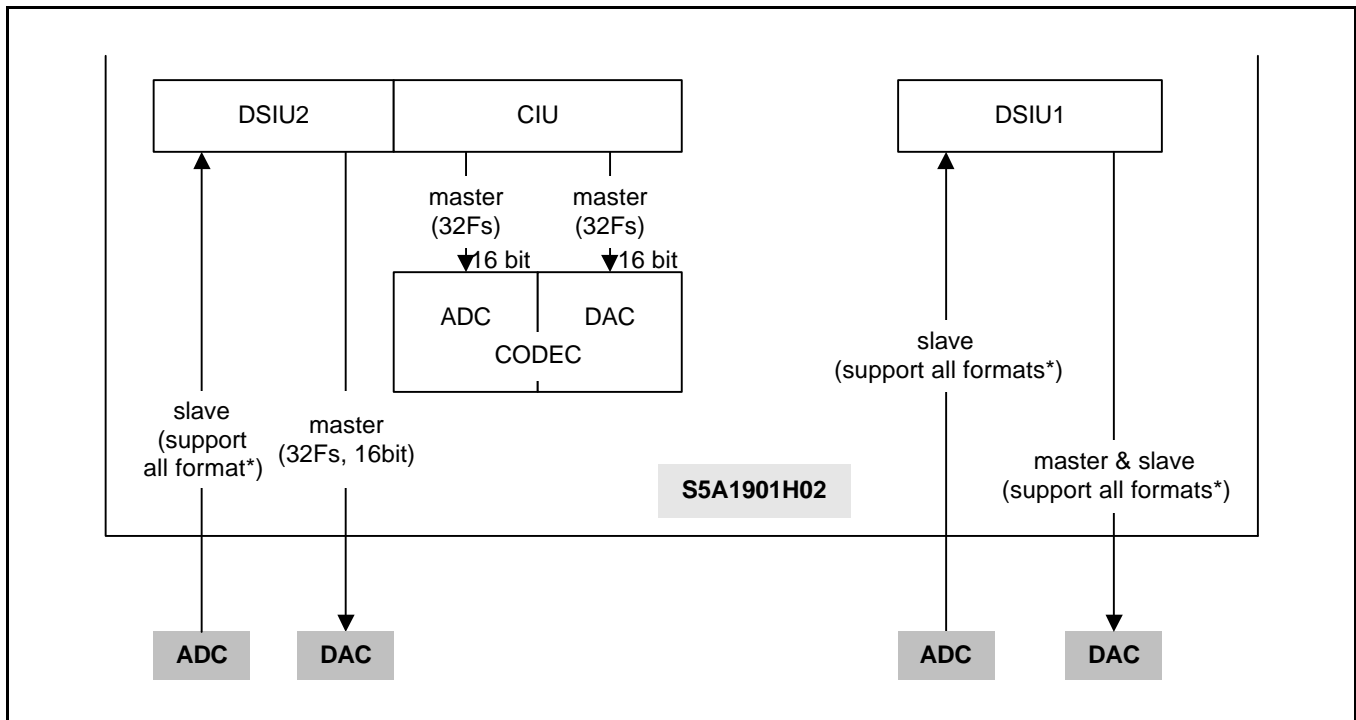 DSIU2
CIU
DSIU1
master
(32Fs)
master
(32Fs)
16 bit
16 bit
ADC
DAC
CODEC
slave
(support
all format*)
master
(32Fs, 16bit)
slave
(support all formats*)
master & slave
(support all formats*)
S5A1901H02
ADC
DAC
ADC
DAC